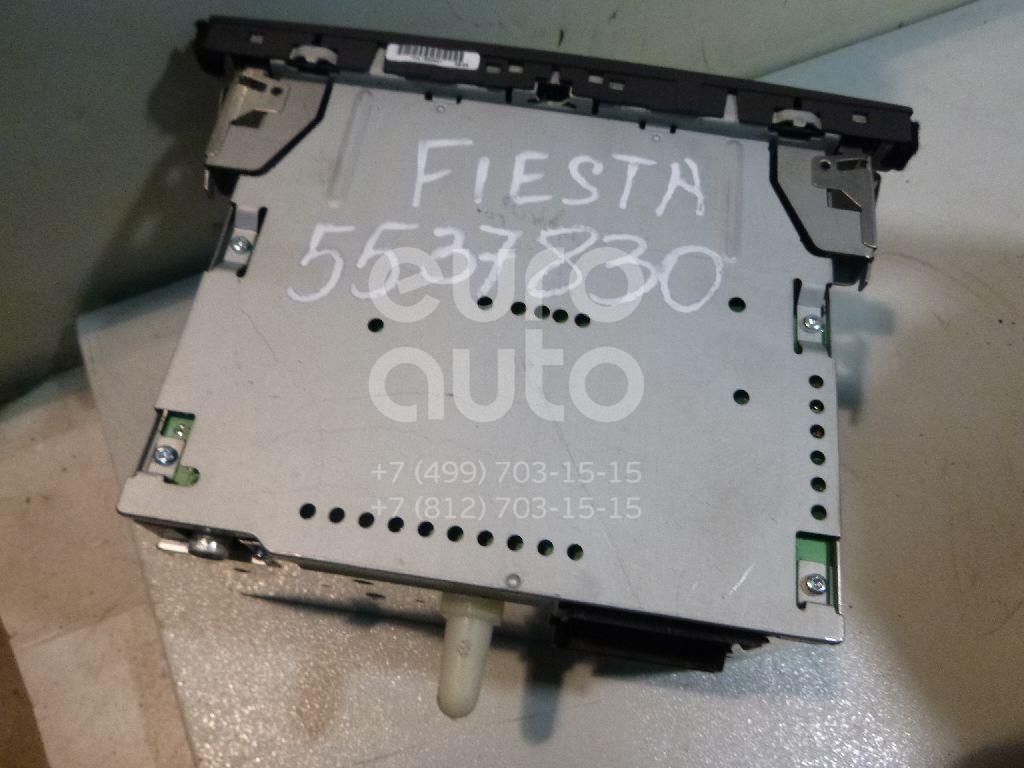 FIESTA
5537830
euro
auto
+7 (499) 703-15-15
+7 (812) 703-15-15